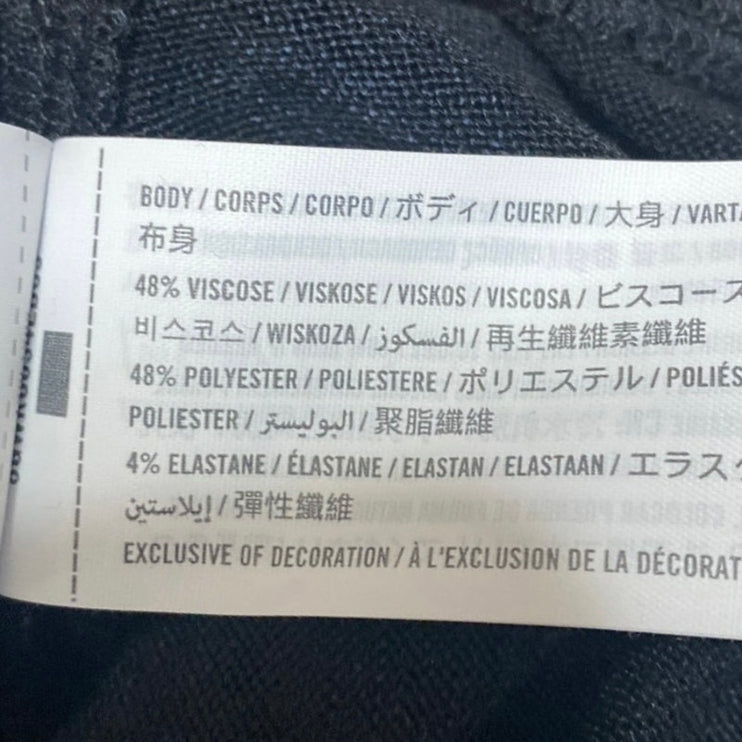 BODY / CORPS / CORPO / ボディ / CUERPO / 大身 / VARTA
布身
48% VISCOSE / VISKOSE / VISKOS / VISCOSA / ビスコース
비스코스 / WISKOZA / الفسكوز / 再生纖維素纖維
48% POLYESTER / POLIESTERE / ポリエステル / POLIÉS
POLIESTER / البوليستر / 聚脂纖維
4% ELASTANE / ÉLASTANE / ELASTAN / ELASTAAN / エラスタ
إيلاستين / 彈性纖維
EXCLUSIVE OF DECORATION / À L'EXCLUSION DE LA DÉCORAT